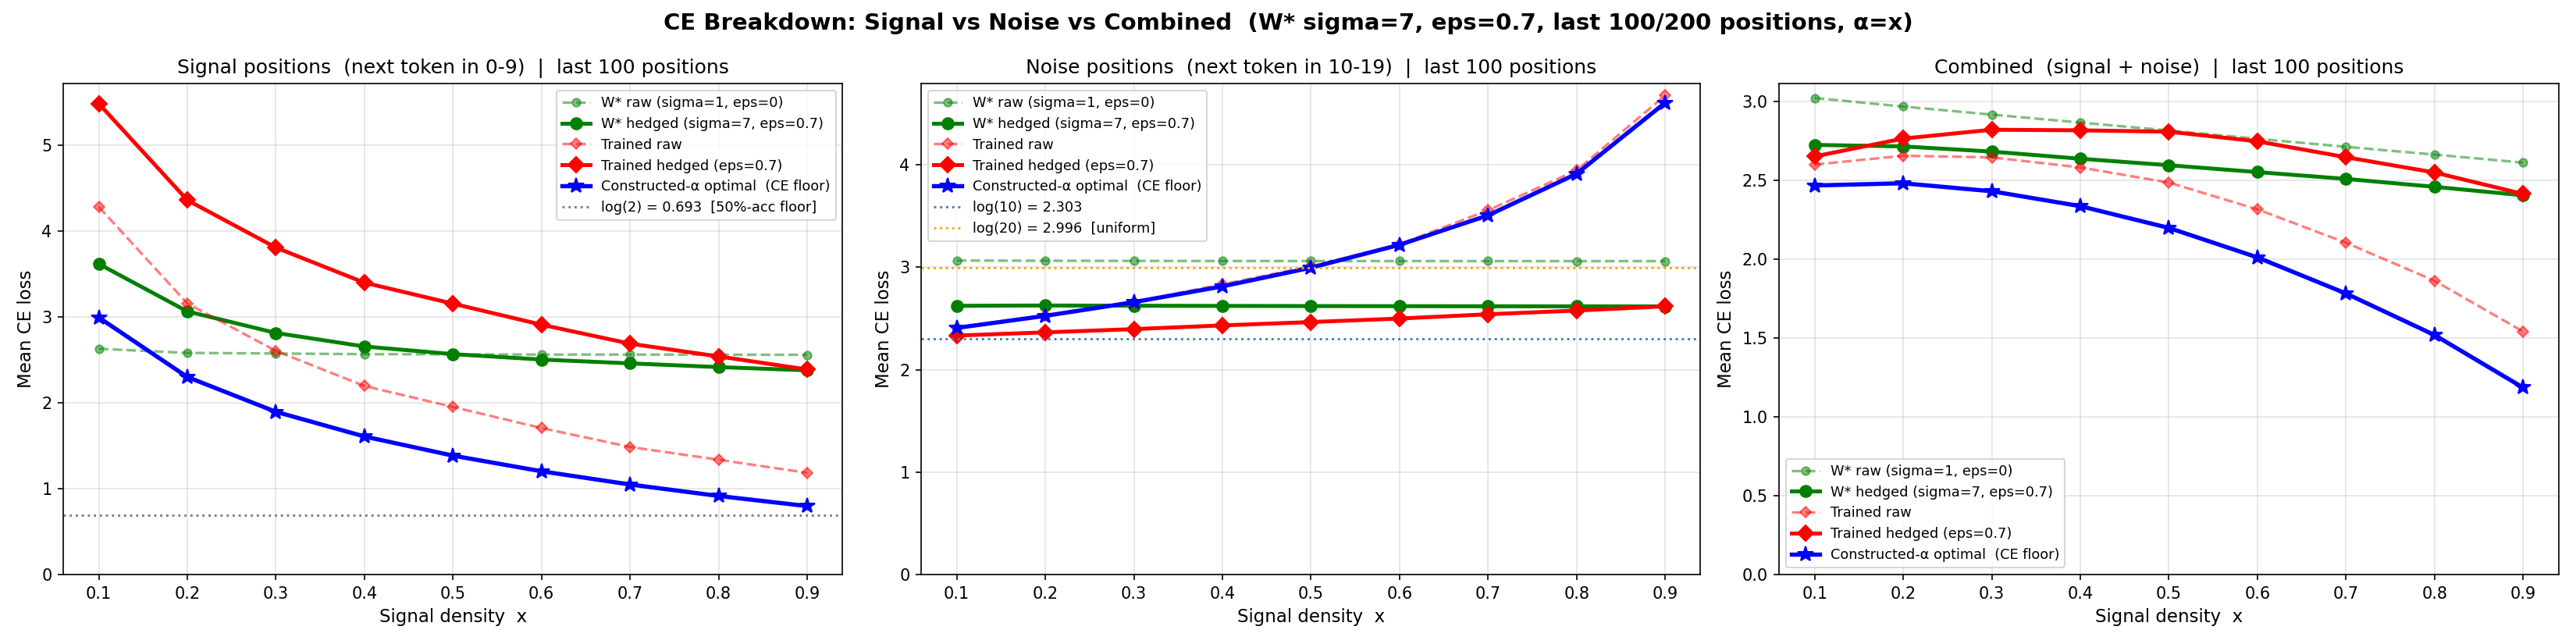 CE Breakdown: Signal vs Noise vs Combined  (W* sigma=7, eps=0.7, last 100/200 positions, α=x)
Signal positions  (next token in 0-9)  |  last 100 positions
Mean CE loss
5
4
3
2
1
0
W* raw (sigma=1, eps=0)
W* hedged (sigma=7, eps=0.7)
Trained raw
Trained hedged (eps=0.7)
Constructed-α optimal  (CE floor)
log(2) = 0.693  [50%-acc floor]
0.1 0.2 0.3 0.4 0.5 0.6 0.7 0.8 0.9
Signal density  x
Noise positions  (next token in 10-19)  |  last 100 positions
Mean CE loss
4
3
2
1
0
W* raw (sigma=1, eps=0)
W* hedged (sigma=7, eps=0.7)
Trained raw
Trained hedged (eps=0.7)
Constructed-α optimal  (CE floor)
log(10) = 2.303
log(20) = 2.996  [uniform]
0.1 0.2 0.3 0.4 0.5 0.6 0.7 0.8 0.9
Signal density  x
Combined  (signal + noise)  |  last 100 positions
Mean CE loss
3.0
2.5
2.0
1.5
1.0
0.5
0.0
W* raw (sigma=1, eps=0)
W* hedged (sigma=7, eps=0.7)
Trained raw
Trained hedged (eps=0.7)
Constructed-α optimal  (CE floor)
0.1 0.2 0.3 0.4 0.5 0.6 0.7 0.8 0.9
Signal density  x